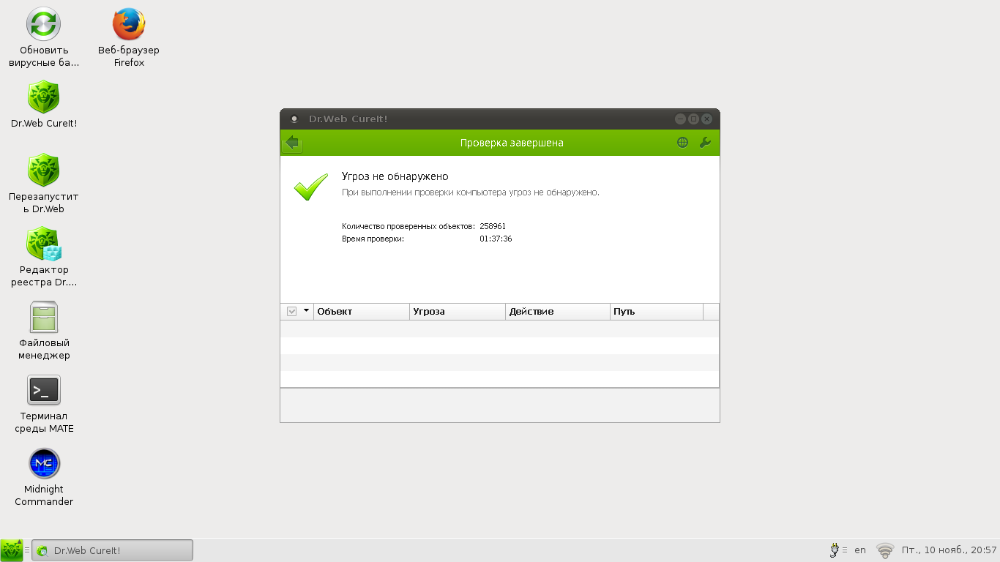 Обновить
вирусные ба...
Веб-браузер
Firefox
Dr.Web CureIt!
Перезапустит
ь Dr.Web
Редактор
реестра Dr....
Файловый
менеджер
>_
Терминал
среды MATE
MC
Midnight
Commander
Dr.Web CureIt!
Проверка завершена
Угроз не обнаружено
При выполнении проверки компьютера угроз не обнаружено.
Количество проверенных объектов: 258961
Время проверки: 01:37:36
Объект Угроза Действие Путь
Dr.Web CureIt!
en
Пт., 10 нояб., 20:57